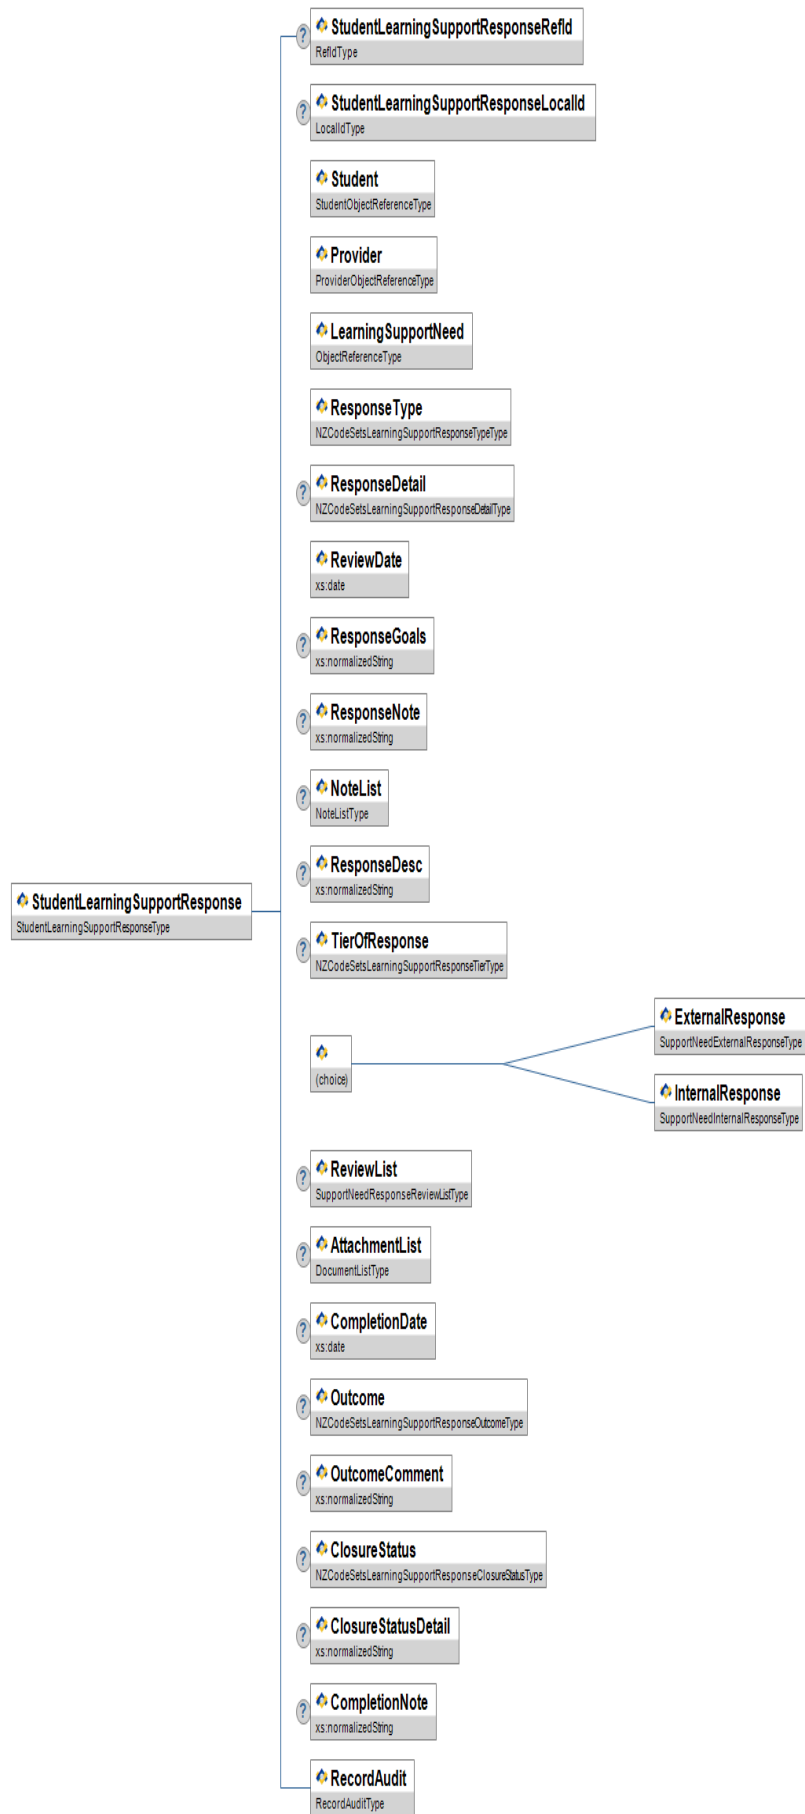 ?
StudentLearningSupportResponseRefId
RefIdType
?
StudentLearningSupportResponseLocalId
LocalIdType
Student
StudentObjectReferenceType
Provider
ProviderObjectReferenceType
LearningSupportNeed
ObjectReferenceType
ResponseType
NZCodeSetsLearningSupportResponseTypeType
?
ResponseDetail
NZCodeSetsLearningSupportResponseDetailType
ReviewDate
xs:date
?
ResponseGoals
xs:normalizedString
?
ResponseNote
xs:normalizedString
?
NoteList
NoteListType
?
ResponseDesc
xs:normalizedString
StudentLearningSupportResponse
StudentLearningSupportResponseType
?
TierOfResponse
NZCodeSetsLearningSupportResponseTierType
(choice)
ExternalResponse
SupportNeedExternalResponseType
InternalResponse
SupportNeedInternalResponseType
?
ReviewList
SupportNeedResponseReviewListType
?
AttachmentList
DocumentListType
?
CompletionDate
xs:date
?
Outcome
NZCodeSetsLearningSupportResponseOutcomeType
?
OutcomeComment
xs:normalizedString
?
ClosureStatus
NZCodeSetsLearningSupportResponseClosureStatusType
?
ClosureStatusDetail
xs:normalizedString
?
CompletionNote
xs:normalizedString
RecordAudit
RecordAuditType